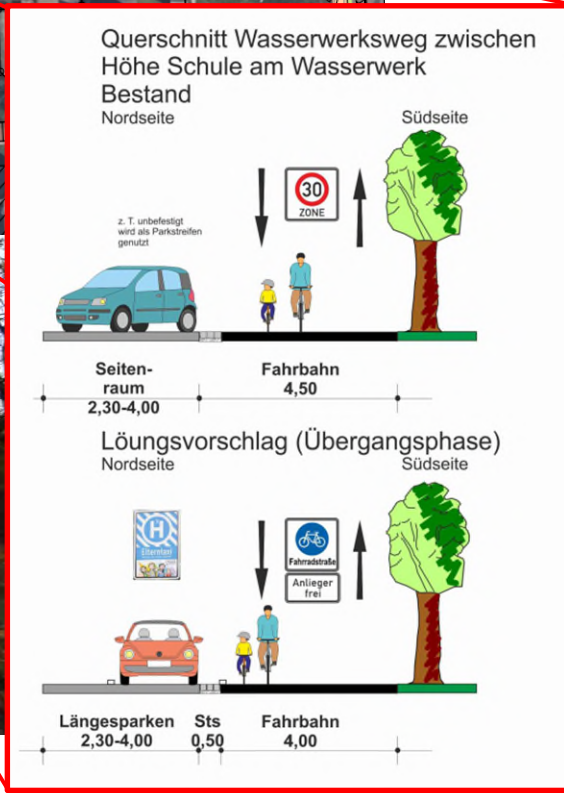 Querschnitt Wasserwerksweg zwischen
Höhe Schule am Wasserwerk
Bestand
Nordseite
Südseite
30
ZONE
z. T. unbefestigt
wird als Parkstreifen
genutzt
Seiten-
raum
2,30-4,00
Fahrbahn
4,50
Löungsvorschlag (Übergangsphase)
Nordseite
Südseite
H
Elterntaxi
Fahrradstraße
Anlieger
frei
Längesparken
2,30-4,00
Sts
0,50
Fahrbahn
4,00